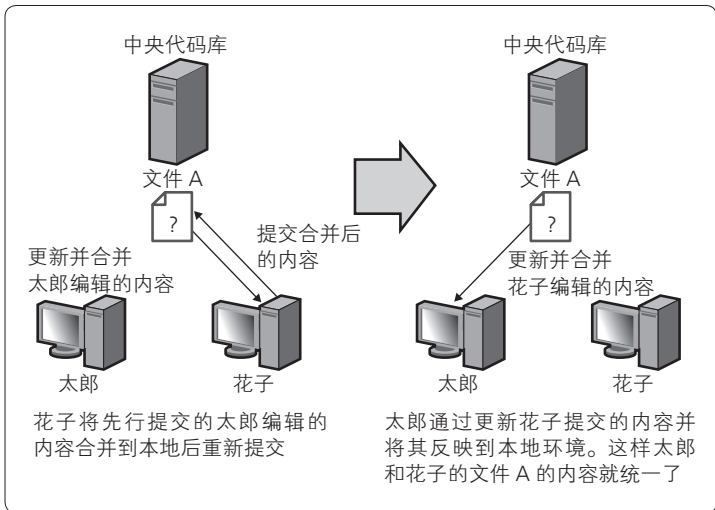 中央代码库
文件 A
?
提交合并后
的内容
更新并合并
太郎编辑的内容
太郎
花子
花子将先行提交的太郎编辑的
内容合并到本地后重新提交
中央代码库
文件 A
?
更新并合并
花子编辑的内容
太郎
花子
太郎通过更新花子提交的内容并
将其反映到本地环境。这样太郎
和花子的文件 A 的内容就统一了